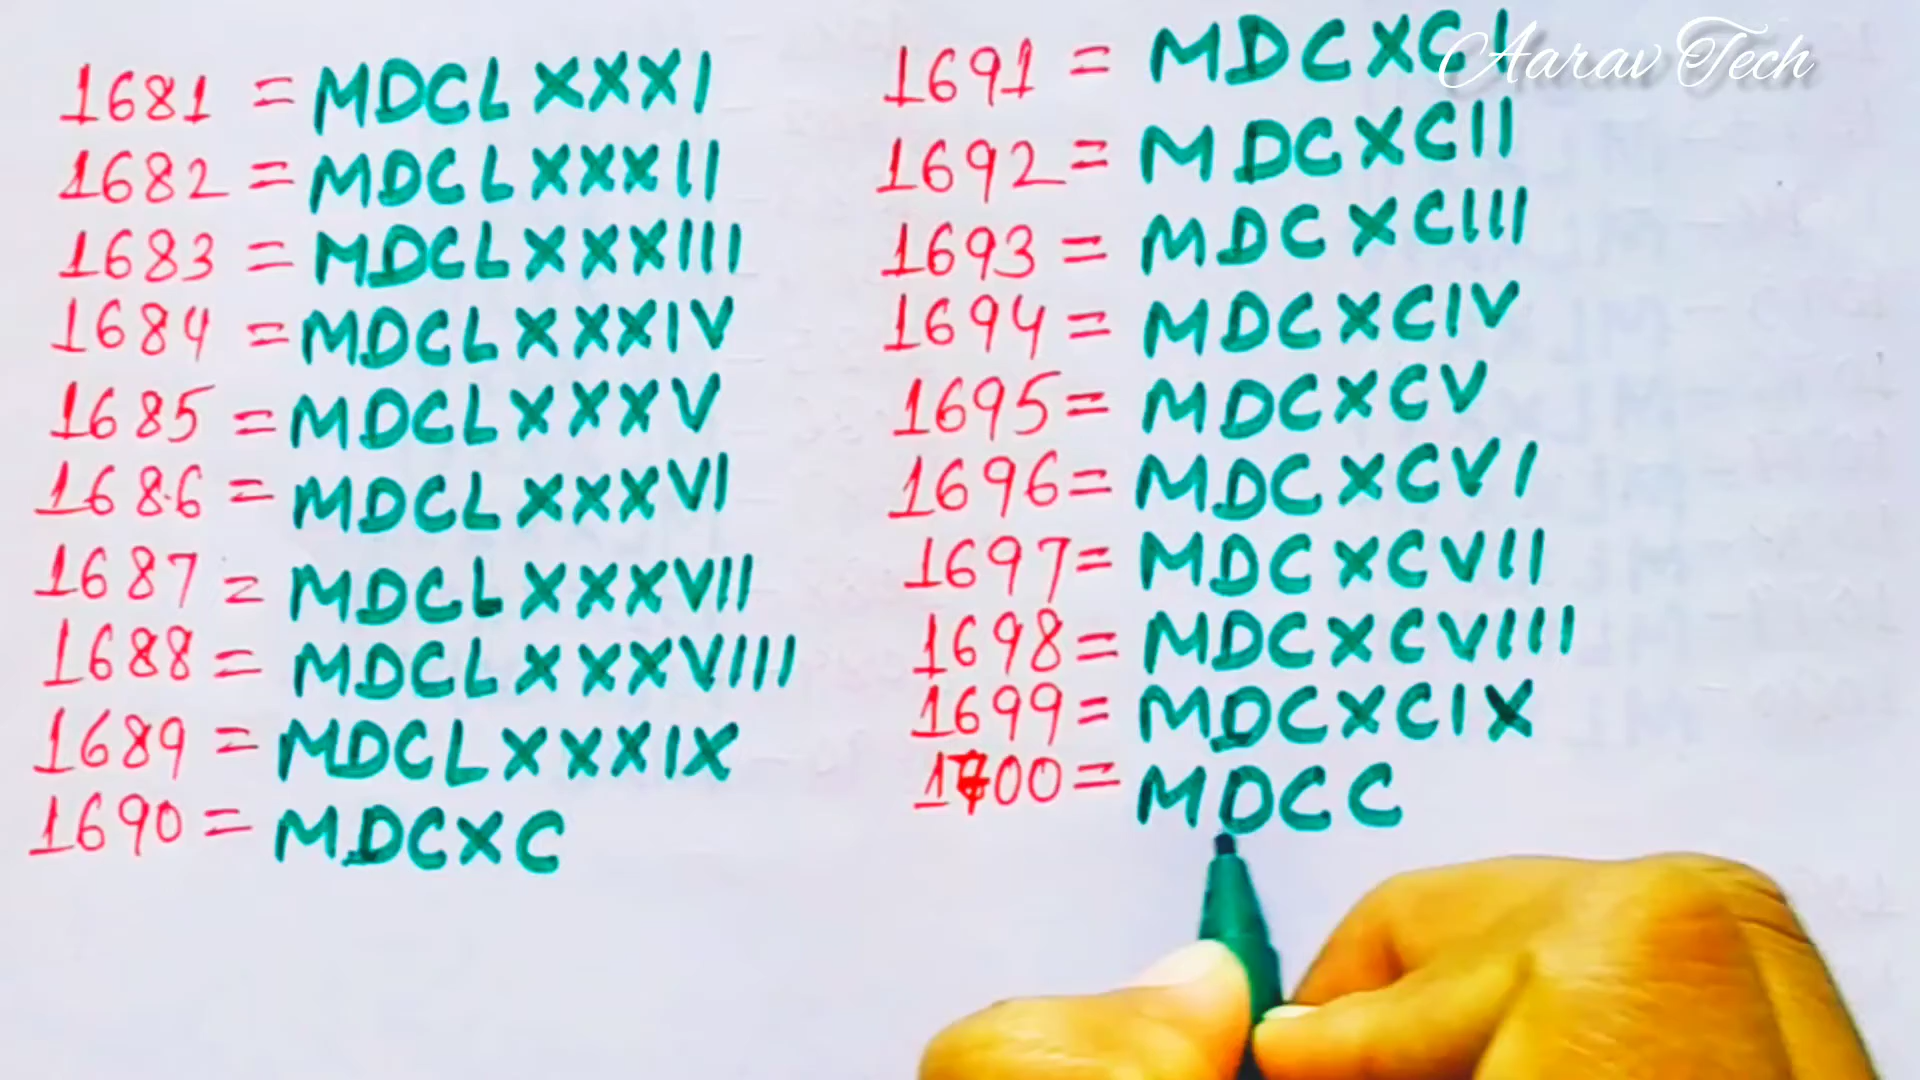 1681 = MDCLXXXI
1682 = MDCLXXXII
1683 = MDCLXXXIII
1684 = MDCLXXXIV
1685 = MDCLXXXV
1686 = MDCLXXXVI
1687 = MDCLXXXVII
1688 = MDCLXXXVIII
1689 = MDCLXXXIX
1690 = MDCXC
1691 = MDCXCI
1692 = MDCXCII
1693 = MDCXCIII
1694 = MDCXCIV
1695 = MDCXCV
1696 = MDCXCVI
1697 = MDCXCVII
1698 = MDCXCVIII
1699 = MDCXCIX
1700 = MDCC
Aarav Tech